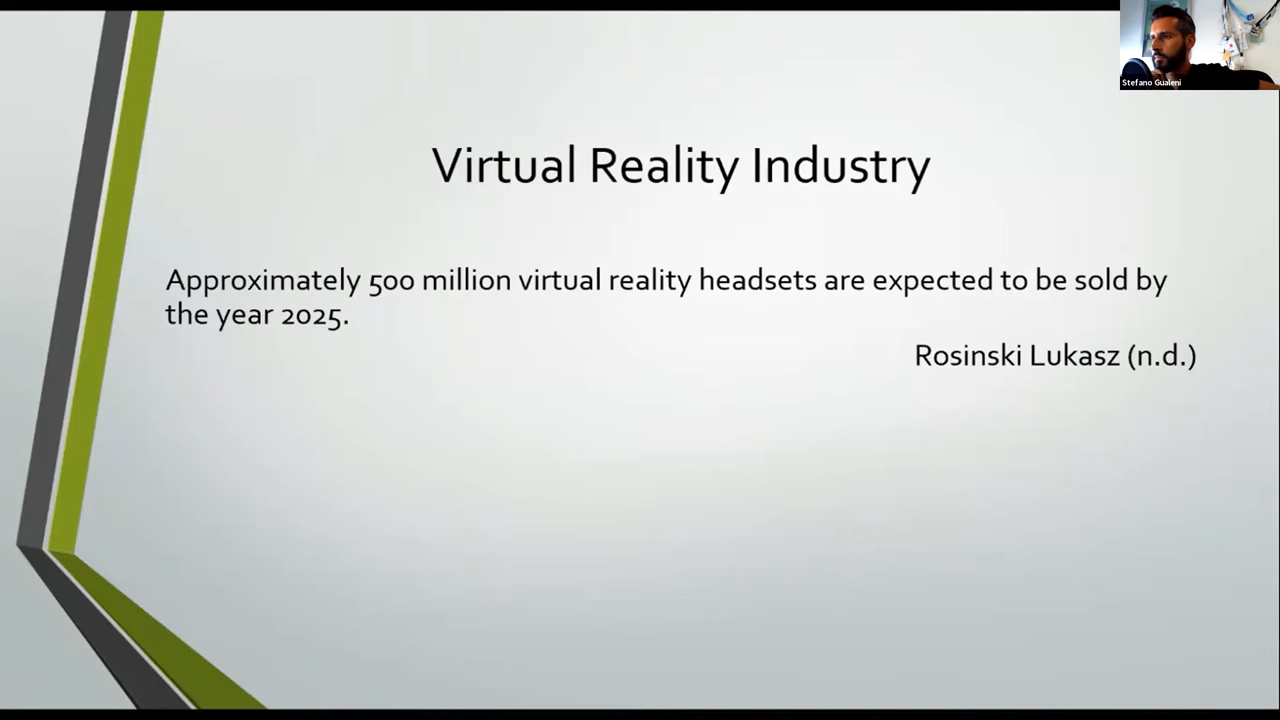 Stefano Gualeni
Virtual Reality Industry
Approximately 500 million virtual reality headsets are expected to be sold by
the year 2025.
Rosinski Lukasz (n.d.)